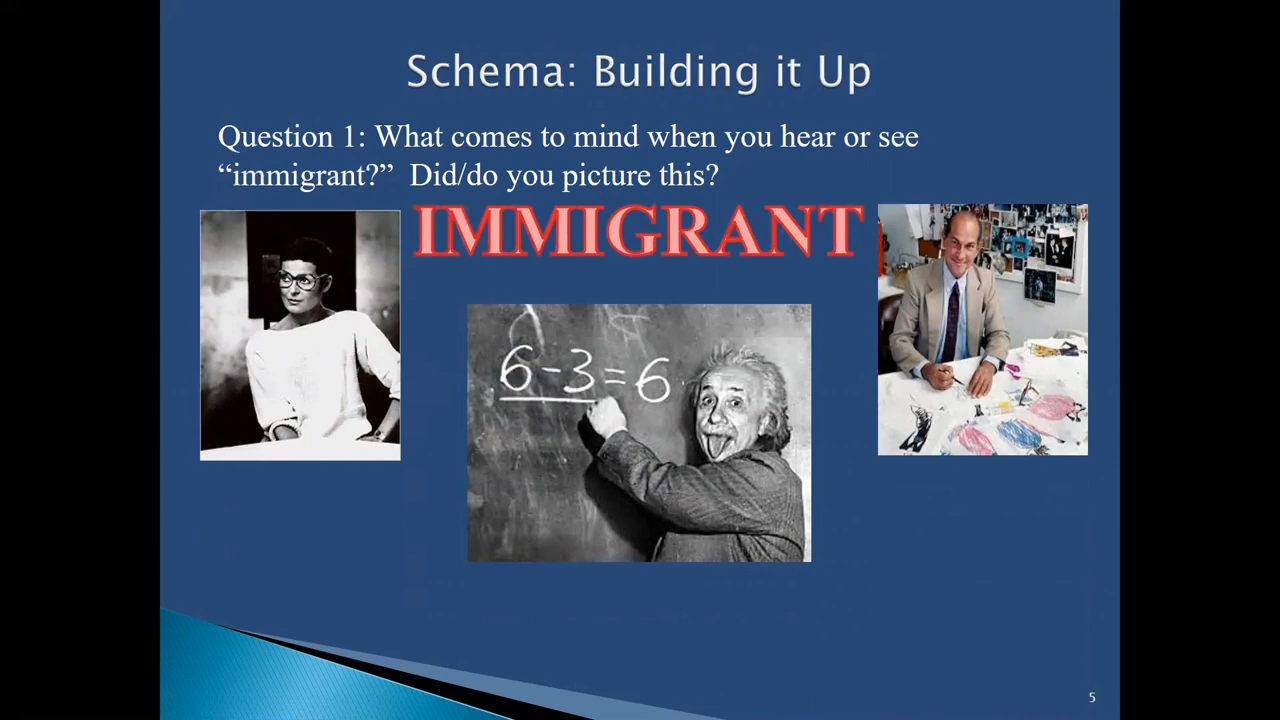 Schema: Building it Up
Question 1: What comes to mind when you hear or see
“immigrant?”  Did/do you picture this?
IMMIGRANT
6-3=6
5